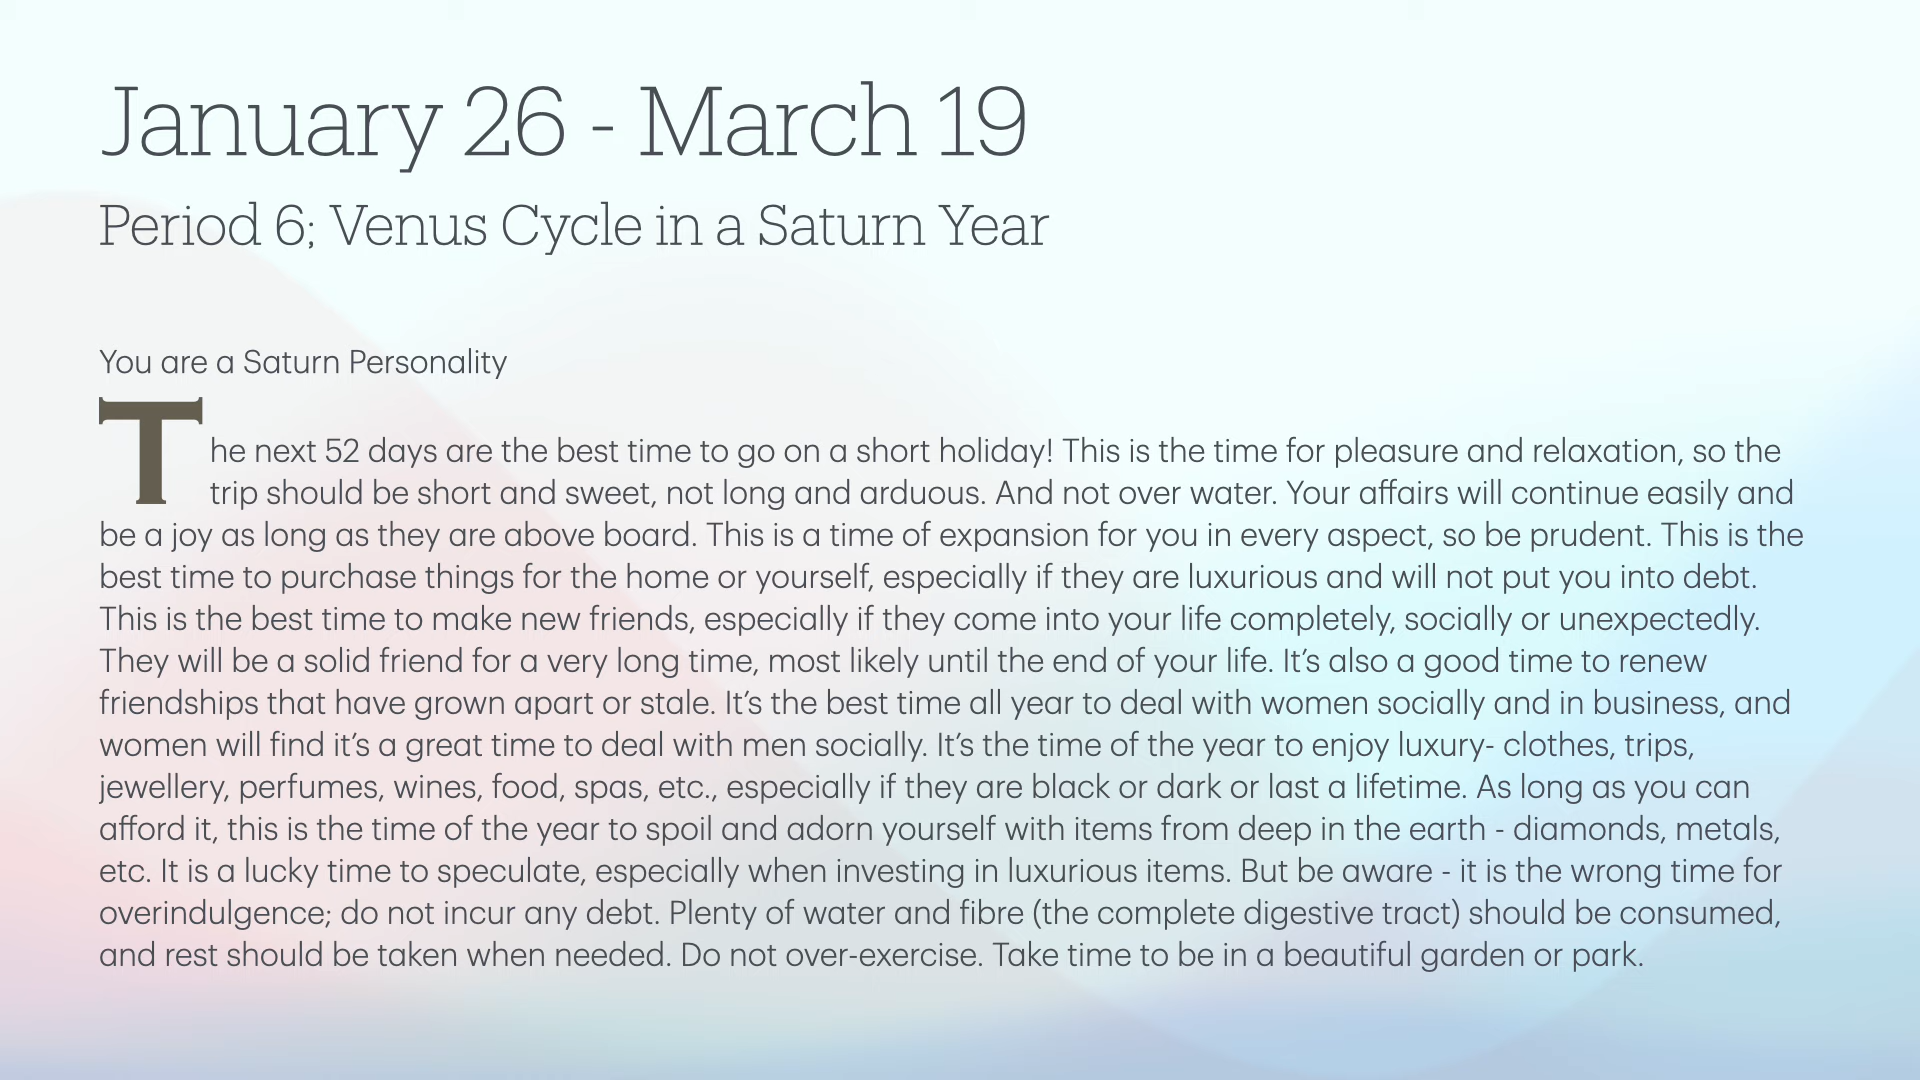 January 26 - March 19
Period 6; Venus Cycle in a Saturn Year
You are a Saturn Personality
The next 52 days are the best time to go on a short holiday! This is the time for pleasure and relaxation, so the
trip should be short and sweet, not long and arduous. And not over water. Your affairs will continue easily and
be a joy as long as they are above board. This is a time of expansion for you in every aspect, so be prudent. This is the
best time to purchase things for the home or yourself, especially if they are luxurious and will not put you into debt.
This is the best time to make new friends, especially if they come into your life completely, socially or unexpectedly.
They will be a solid friend for a very long time, most likely until the end of your life. It’s also a good time to renew
friendships that have grown apart or stale. It’s the best time all year to deal with women socially and in business, and
women will find it’s a great time to deal with men socially. It’s the time of the year to enjoy luxury- clothes, trips,
jewellery, perfumes, wines, food, spas, etc., especially if they are black or dark or last a lifetime. As long as you can
afford it, this is the time of the year to spoil and adorn yourself with items from deep in the earth - diamonds, metals,
etc. It is a lucky time to speculate, especially when investing in luxurious items. But be aware - it is the wrong time for
overindulgence; do not incur any debt. Plenty of water and fibre (the complete digestive tract) should be consumed,
and rest should be taken when needed. Do not over-exercise. Take time to be in a beautiful garden or park.